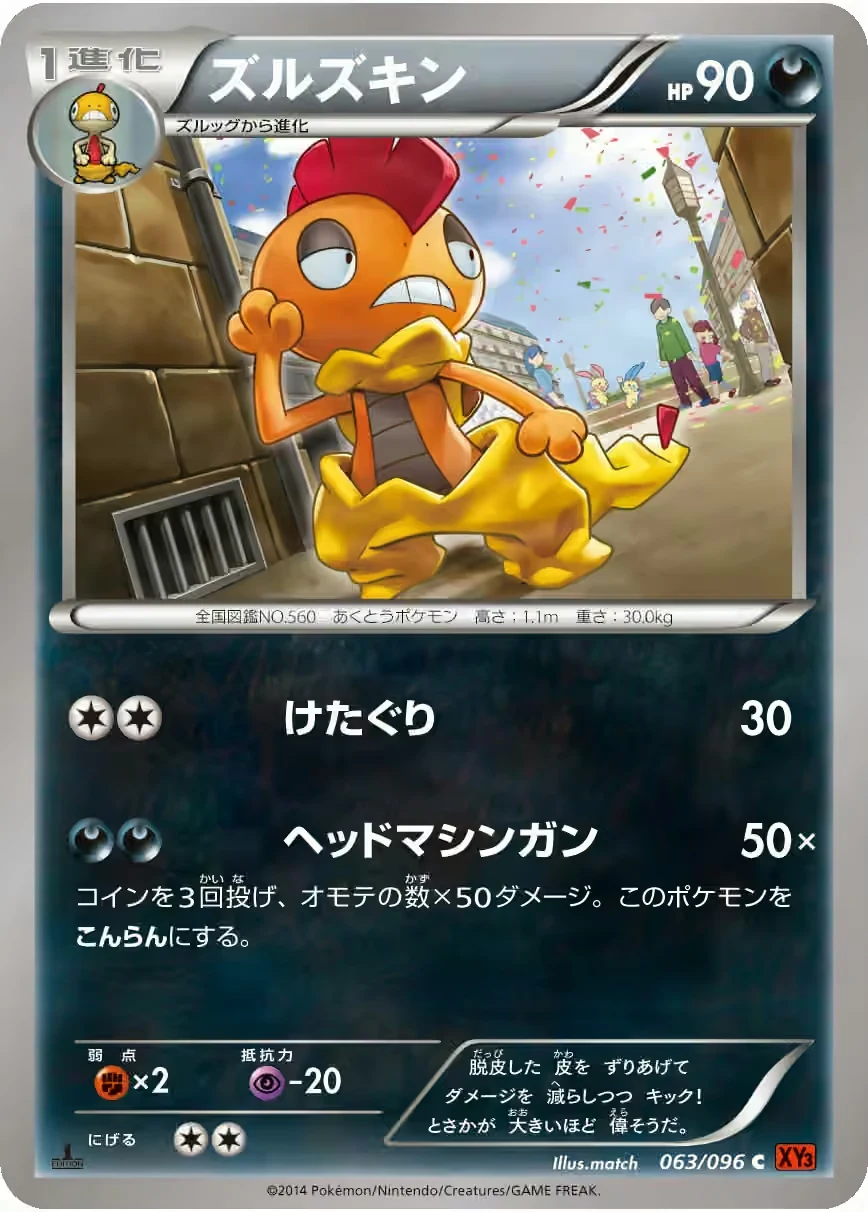 1進化
ズルズキン
HP90
ズルッグから進化
全国図鑑NO.560 あくとうポケモン 高さ:1.1m 重さ:30.0kg
けたぐり 30
ヘッドマシンガン 50×
コインを3回投げ、オモテの数×50ダメージ。このポケモンを
こんらんにする。
弱点 抵抗力
×2 -20
にげる
脱皮した 皮を ずりあげて
ダメージを 減らしつつ キック!
とさかが 大きいほど 偉そうだ。
1 EDITION
Illus.match 063/096 C XY3
©2014 Pokémon/Nintendo/Creatures/GAME FREAK.